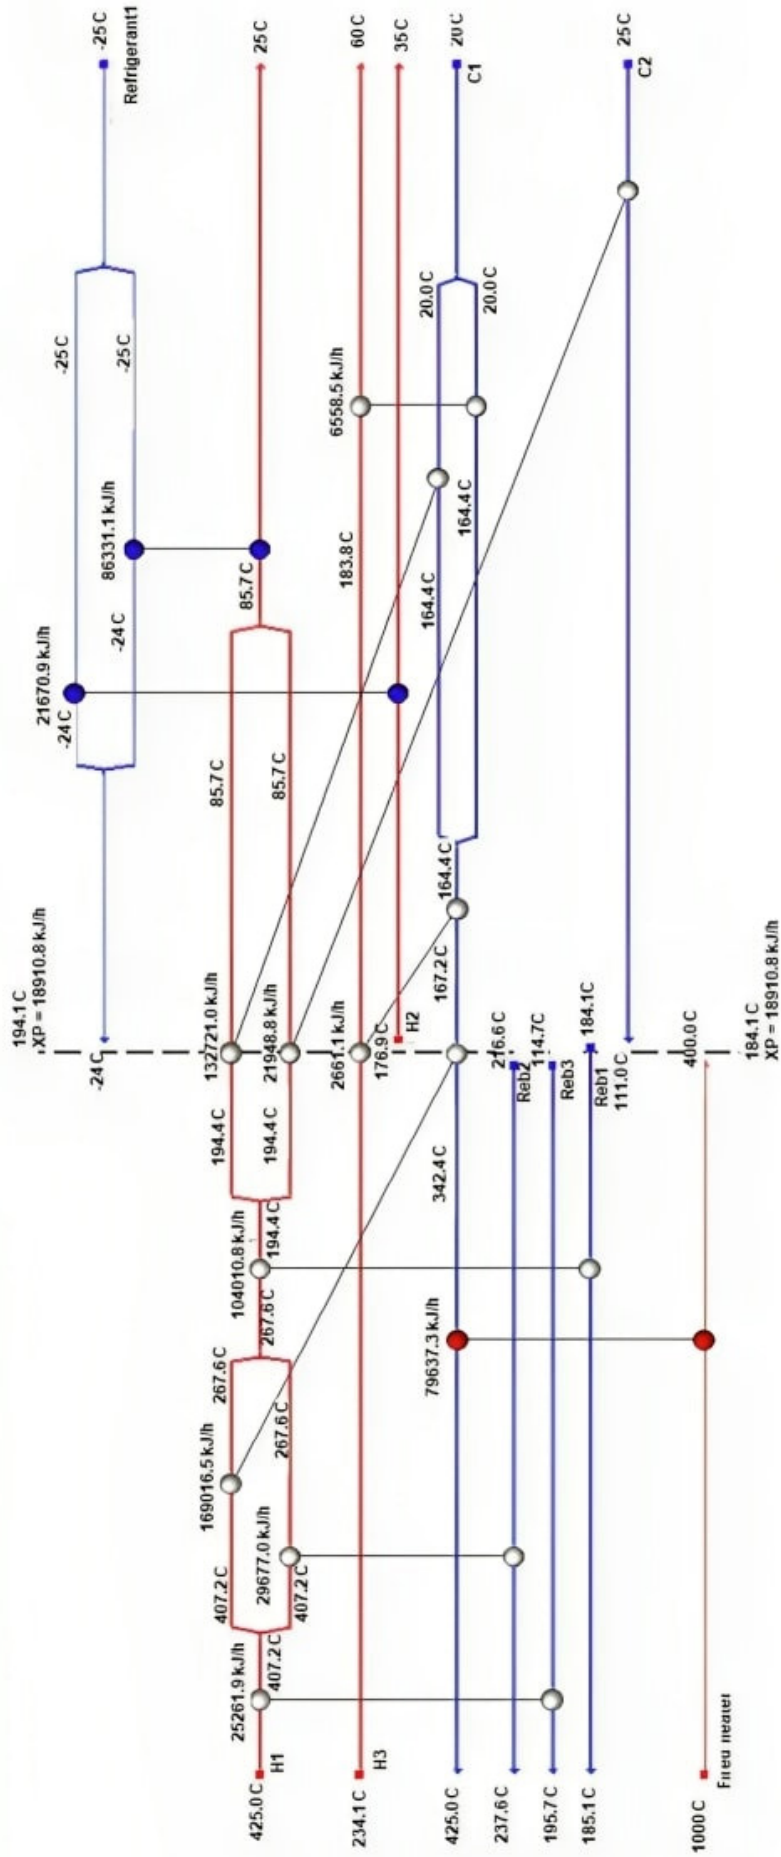 -25 C
Refrigerant1
25 C
60 C
35 C
20 C
C1
25 C
C2
-25 C
-25 C
20.0 C
20.0 C
6558.5 kJ/h
86331.1 kJ/h
85.7 C
183.8 C
164.4 C
164.4 C
21670.9 kJ/h
-24 C
-24 C
85.7 C
85.7 C
164.4 C
167.2 C
194.1 C
XP = 18910.8 kJ/h
-24 C
132721.0 kJ/h
21948.8 kJ/h
2661.1 kJ/h
176.9 C
H2
216.6 C
Reb2
114.7C
Reb3
184.1C
Reb1
111.0 C
400.0 C
184.1 C
XP = 18910.8 kJ/h
194.4 C
194.4 C
342.4 C
104010.8 kJ/h
194.4 C
267.6 C
79637.3 kJ/h
267.6 C
267.6 C
169016.5 kJ/h
29677.0 kJ/h
407.2 C
407.2 C
25261.9 kJ/h
407.2 C
H1
425.0 C
H3
234.1 C
425.0 C
237.6 C
195.7 C
185.1 C
Fired heater
1000 C